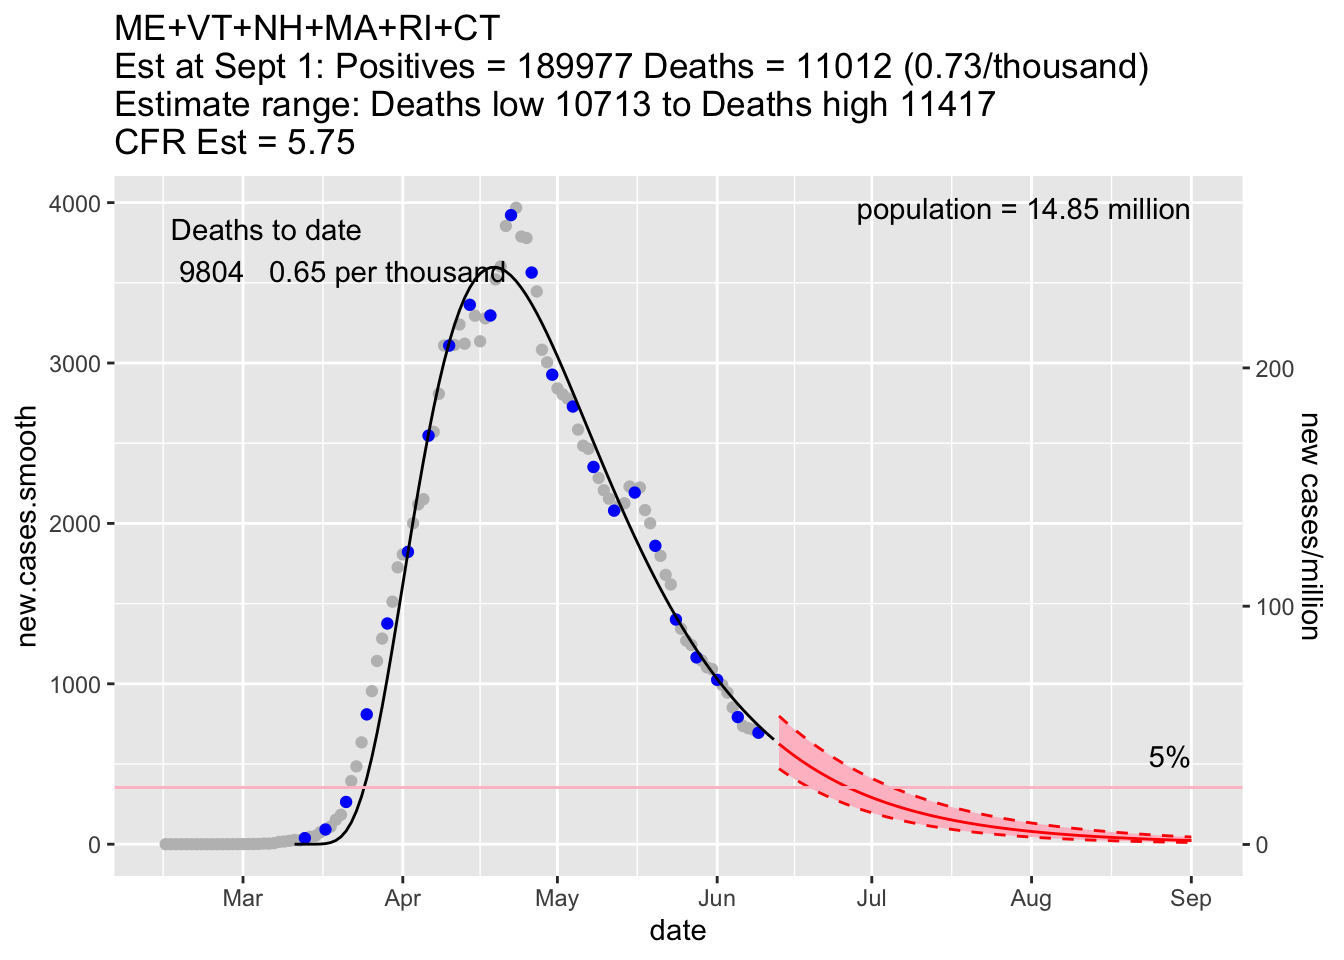 ME+VT+NH+MA+RI+CT
Est at Sept 1: Positives = 189977 Deaths = 11012 (0.73/thousand)
Estimate range: Deaths low 10713 to Deaths high 11417
CFR Est = 5.75
population = 14.85 million
Deaths to date
9804 0.65 per thousand
4000
3000
2000
1000
0
new.cases.smooth
200
100
0
new cases/million
5%
Mar Apr May Jun Jul Aug Sep
date